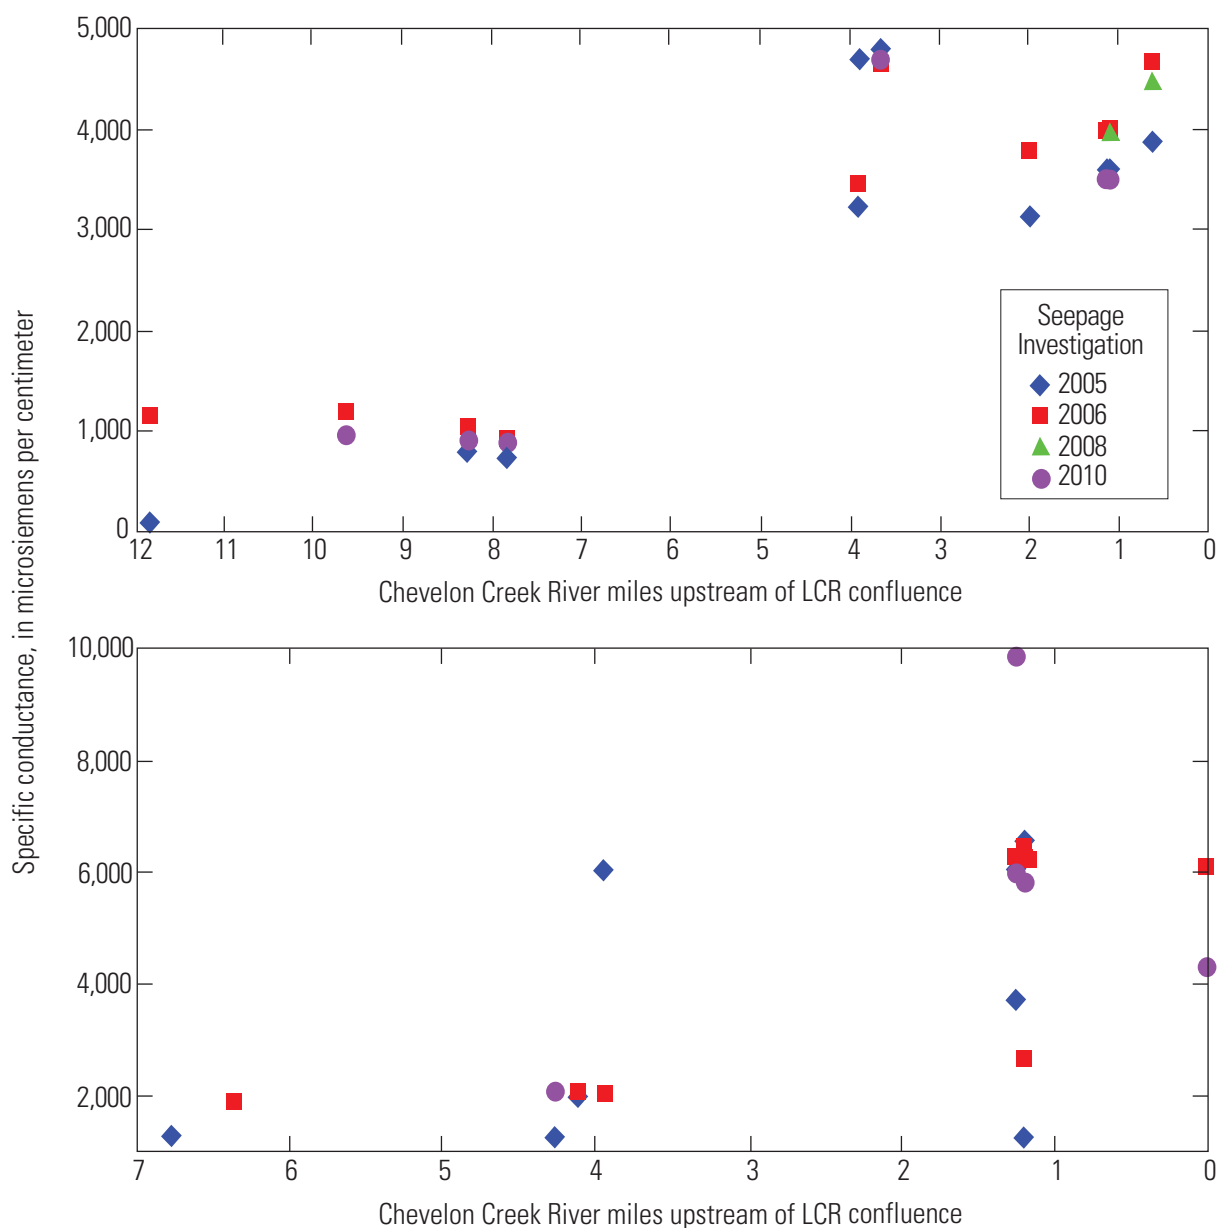 Specific conductance, in microsiemens per centimeter
5,000
4,000
3,000
2,000
1,000
0
12 11 10 9 8 7 6 5 4 3 2 1 0
Chevelon Creek River miles upstream of LCR confluence
Seepage
Investigation
2005
2006
2008
2010
10,000
8,000
6,000
4,000
2,000
7 6 5 4 3 2 1 0
Chevelon Creek River miles upstream of LCR confluence